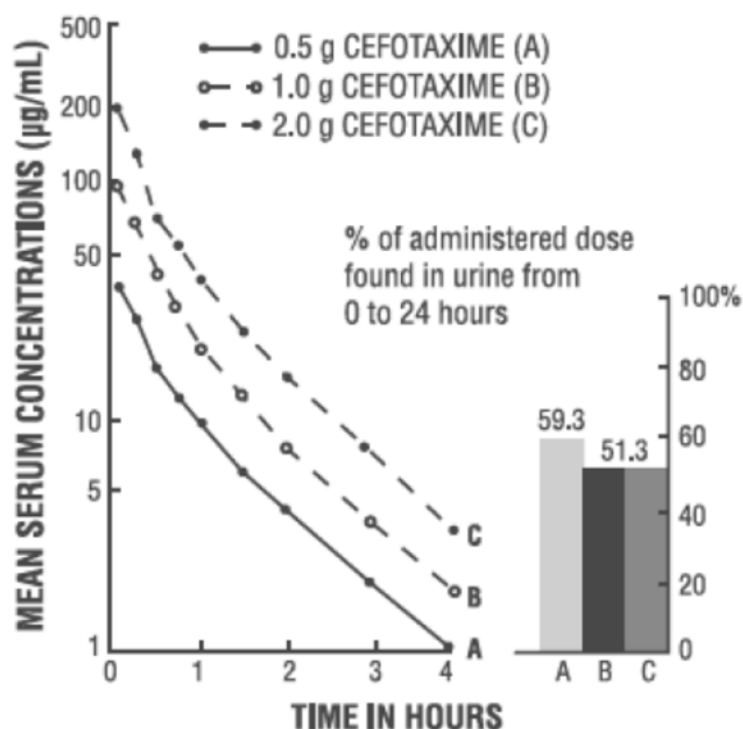 MEAN SERUM CONCENTRATIONS (µg/mL)
500
200
100
50
10
5
1
0.5 g CEFOTAXIME (A)
1.0 g CEFOTAXIME (B)
2.0 g CEFOTAXIME (C)
C
B
A
0
1
2
3
4
TIME IN HOURS
% of administered dose
found in urine from
0 to 24 hours
100%
80
60
40
20
0
59.3
51.3
A B C